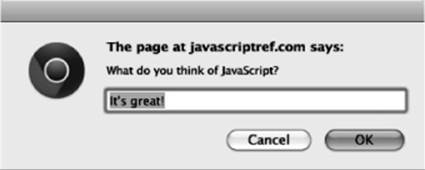 The page at javascriptref.com says:
What do you think of JavaScript?
It's great!
Cancel OK